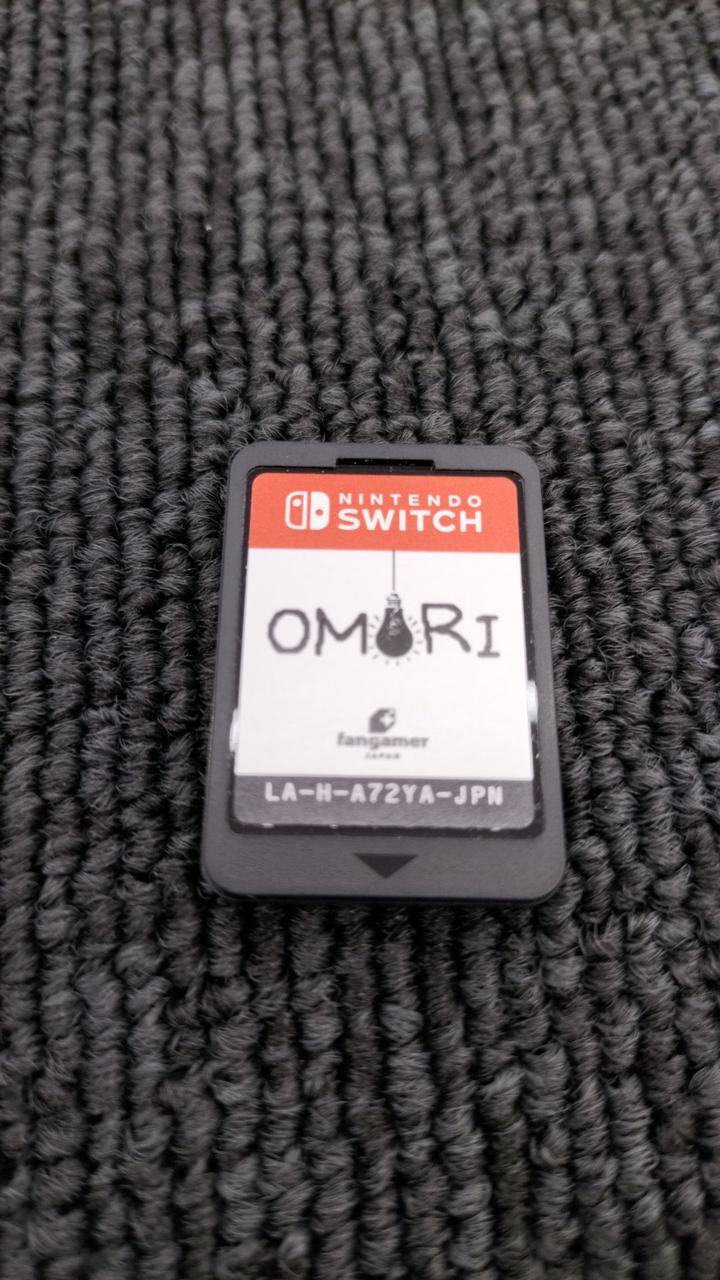 NINTENDO
SWITCH
OMORI
fangamer
JAPAN
LA-H-A72YA-JPN